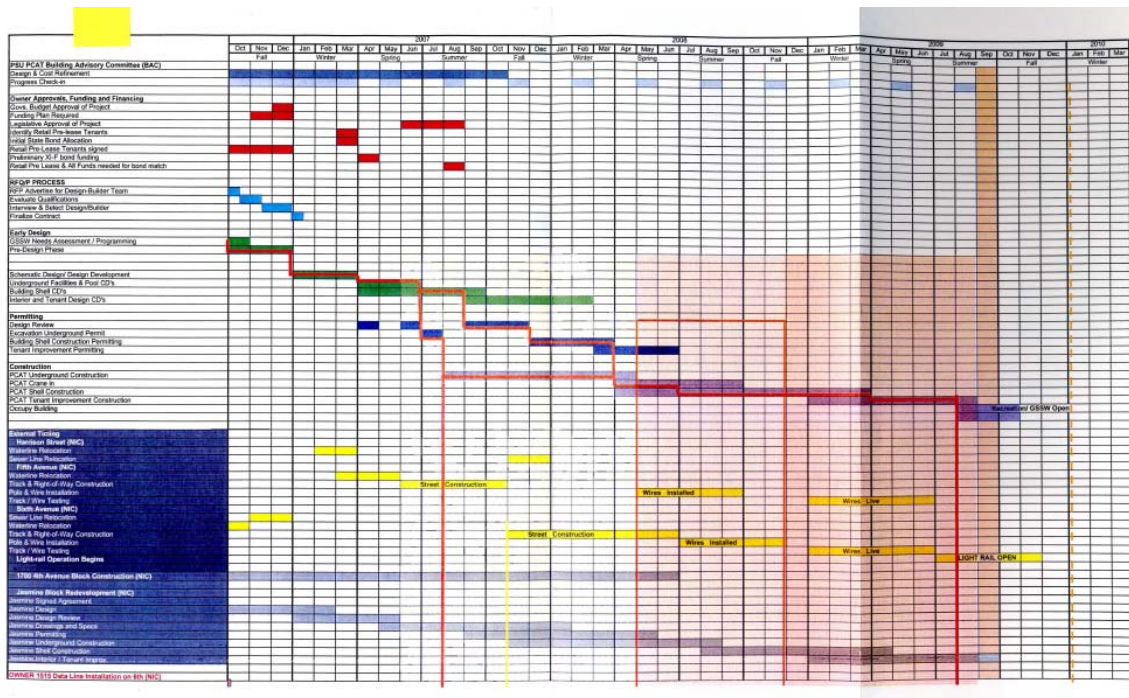 2007 2008 2009 2010
Oct Nov Dec Jan Feb Mar Apr May Jun Jul Aug Sep Oct Nov Dec Jan Feb Mar Apr May Jun Jul Aug Sep Oct Nov Dec Jan Feb Mar Apr May Jun Jul Aug Sep Oct Nov Dec Jan Feb Mar
Fall Winter Spring Summer Fall Winter Spring Summer Fall Winter Spring Summer Fall Winter
PSU PCAT Building Advisory Committee (BAC)
Design & Cost Refinement
Progress Check-in
Owner Approvals, Funding and Financing
Govs. Budget Approval of Project
Funding Plan Required
Legislative Approval of Project
Identify Retail Pre-lease Tenants
Initial State Bond Allocation
Retail Pre-Lease Tenants signed
Preliminary XI-F bond funding
Retail Pre Lease & All Funds needed for bond match
RFQ/P PROCESS
RFP Advertise for Design-Builder Team
Evaluate Qualifications
Interview & Select Design/Builder
Finalize Contract
Early Design
GSSW Needs Assessment / Programming
Pre-Design Phase
Schematic Design/ Design Development
Underground Facilities & Pool CD's
Building Shell CD's
Interior and Tenant Design CD's
Permitting
Design Review
Excavation Underground Permit
Building Shell Construction Permitting
Tenant Improvement Permitting
Construction
PCAT Underground Construction
PCAT Crane in
PCAT Shell Construction
PCAT Tenant Improvement Construction
Occupy Building Recreation/ GSSW Open
External Timing
Harrison Street (NIC)
Waterline Relocation
Sewer Line Relocation
Fifth Avenue (NIC)
Waterline Relocation
Track & Right-of-Way Construction Street Construction
Pole & Wire Installation Wires Installed
Track / Wire Testing Wires Live
Sixth Avenue (NIC)
Sewer Line Relocation
Waterline Relocation
Track & Right-of-Way Construction Street Construction
Pole & Wire Installation Wires Installed
Track / Wire Testing Wires Live
Light-rail Operation Begins LIGHT RAIL OPEN
1700 4th Avenue Block Construction (NIC)
Jasmine Block Redevelopment (NIC)
Jasmine Signed Agreement
Jasmine Design
Jasmine Design Review
Jasmine Drawings and Specs
Jasmine Permitting
Jasmine Underground Construction
Jasmine Shell Construction
Jasmine Interior / Tenant Improv.
OWNER 1515 Data Line Installation on 6th (NIC)